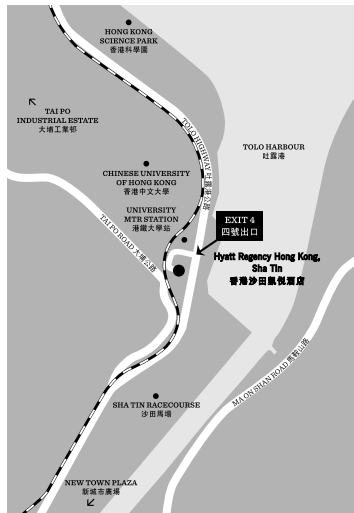 HONG KONG
SCIENCE PARK
香港科學園
TAI PO
INDUSTRIAL ESTATE
大埔工業邨
TOLO HIGHWAY 吐露港公路
TOLO HARBOUR
吐露港
CHINESE UNIVERSITY
OF HONG KONG
香港中文大學
UNIVERSITY
MTR STATION
港鐵大學站
TAI PO ROAD 大埔公路
EXIT 4
四號出口
Hyatt Regency Hong Kong,
Sha Tin
香港沙田凱悅酒店
MA ON SHAN ROAD 馬鞍山路
SHA TIN RACECOURSE
沙田馬場
NEW TOWN PLAZA
新城市廣場